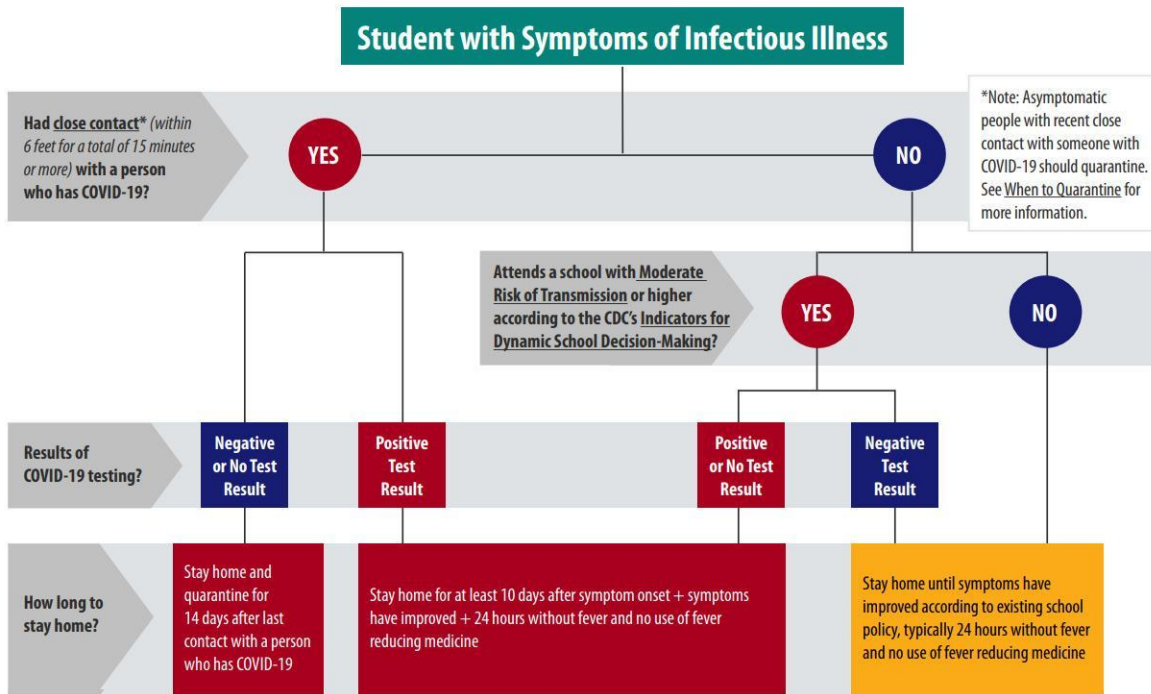 Student with Symptoms of Infectious Illness
Had close contact* (within
6 feet for a total of 15 minutes
or more) with a person
who has COVID-19?
YES
NO
*Note: Asymptomatic
people with recent close
contact with someone with
COVID-19 should quarantine.
See When to Quarantine for
more information.
Attends a school with Moderate
Risk of Transmission or higher
according to the CDC's Indicators for
Dynamic School Decision-Making?
YES
NO
Results of
COVID-19 testing?
Negative
or No Test
Result
Positive
Test
Result
Positive
or No Test
Result
Negative
Test
Result
How long to
stay home?
Stay home and
quarantine for
14 days after last
contact with a person
who has COVID-19
Stay home for at least 10 days after symptom onset + symptoms
have improved + 24 hours without fever and no use of fever
reducing medicine
Stay home until symptoms have
improved according to existing school
policy, typically 24 hours without fever
and no use of fever reducing medicine